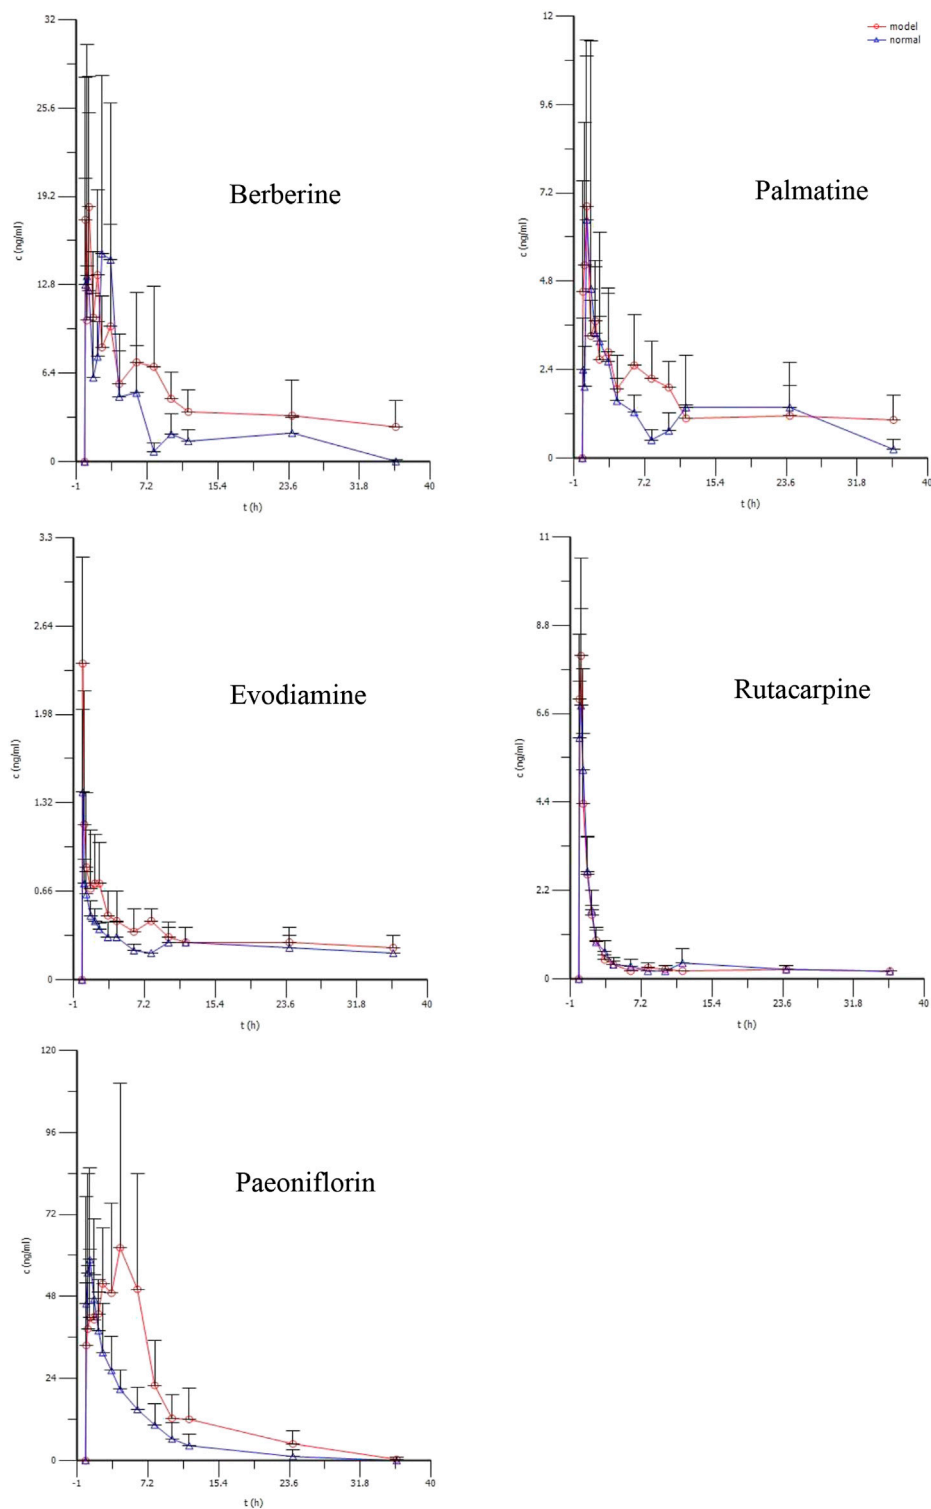 32
25.6
19.2
12.8
6.4
0
c (ng/ml)
Berberine
-1 7.2 15.4 23.6 31.8 40
t (h)
12
9.6
7.2
4.8
2.4
0
c (ng/ml)
model
normal
Palmatine
-1 7.2 15.4 23.6 31.8 40
t (h)
3.3
2.64
1.98
1.32
0.66
0
c (ng/ml)
Evodiamine
-1 7.2 15.4 23.6 31.8 40
t (h)
11
8.8
6.6
4.4
2.2
0
c (ng/ml)
Rutacarpine
-1 7.2 15.4 23.6 31.8 40
t (h)
120
96
72
48
24
0
c (ng/ml)
Paeoniflorin
-1 7.2 15.4 23.6 31.8 40
t (h)